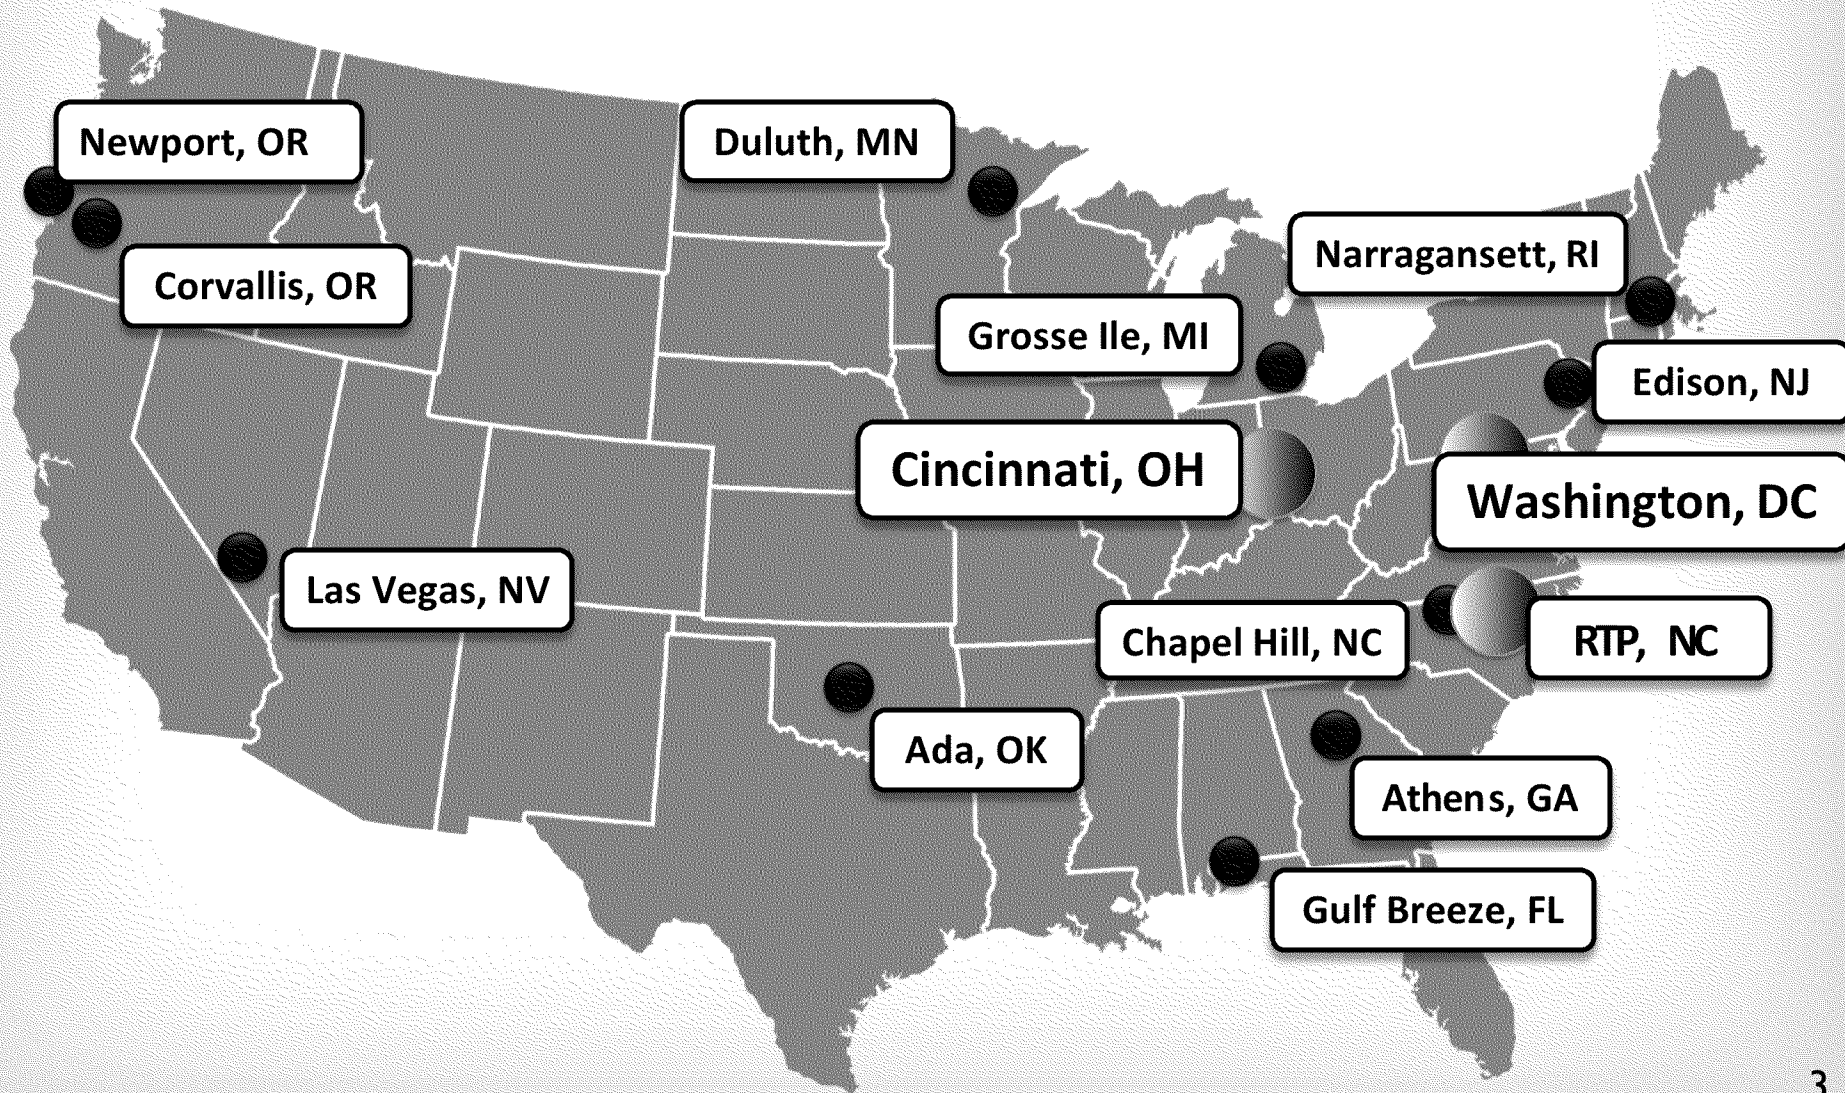 Newport, OR
Duluth, MN
Narragansett, RI
Corvallis, OR
Grosse Ile, MI
Edison, NJ
Cincinnati, OH
Washington, DC
Las Vegas, NV
Chapel Hill, NC
RTP, NC
Ada, OK
Athens, GA
Gulf Breeze, FL
3